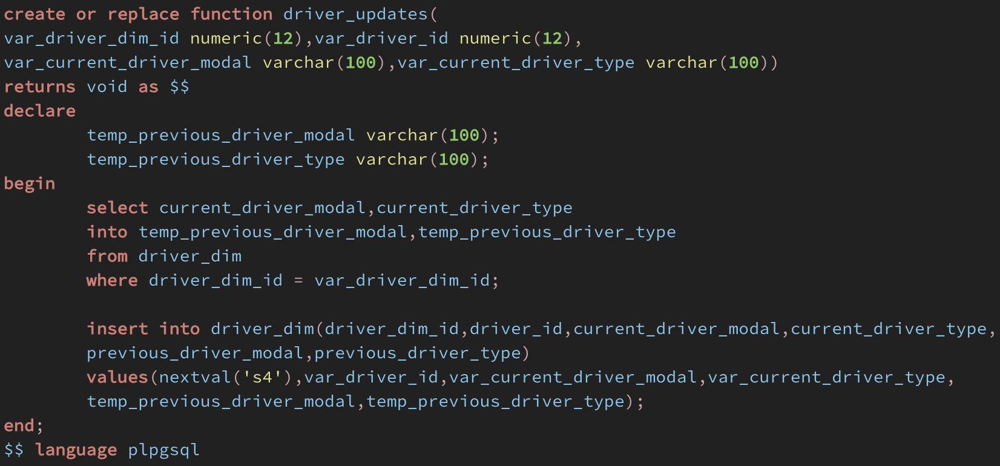 create or replace function driver_updates(
var_driver_dim_id numeric(12),var_driver_id numeric(12),
var_current_driver_modal varchar(100),var_current_driver_type varchar(100))
returns void as $$
declare
        temp_previous_driver_modal varchar(100);
        temp_previous_driver_type varchar(100);
begin
        select current_driver_modal,current_driver_type
        into temp_previous_driver_modal,temp_previous_driver_type
        from driver_dim
        where driver_dim_id = var_driver_dim_id;

        insert into driver_dim(driver_dim_id,driver_id,current_driver_modal,current_driver_type,
        previous_driver_modal,previous_driver_type)
        values(nextval('s4'),var_driver_id,var_current_driver_modal,var_current_driver_type,
        temp_previous_driver_modal,temp_previous_driver_type);
end;
$$ language plpgsql